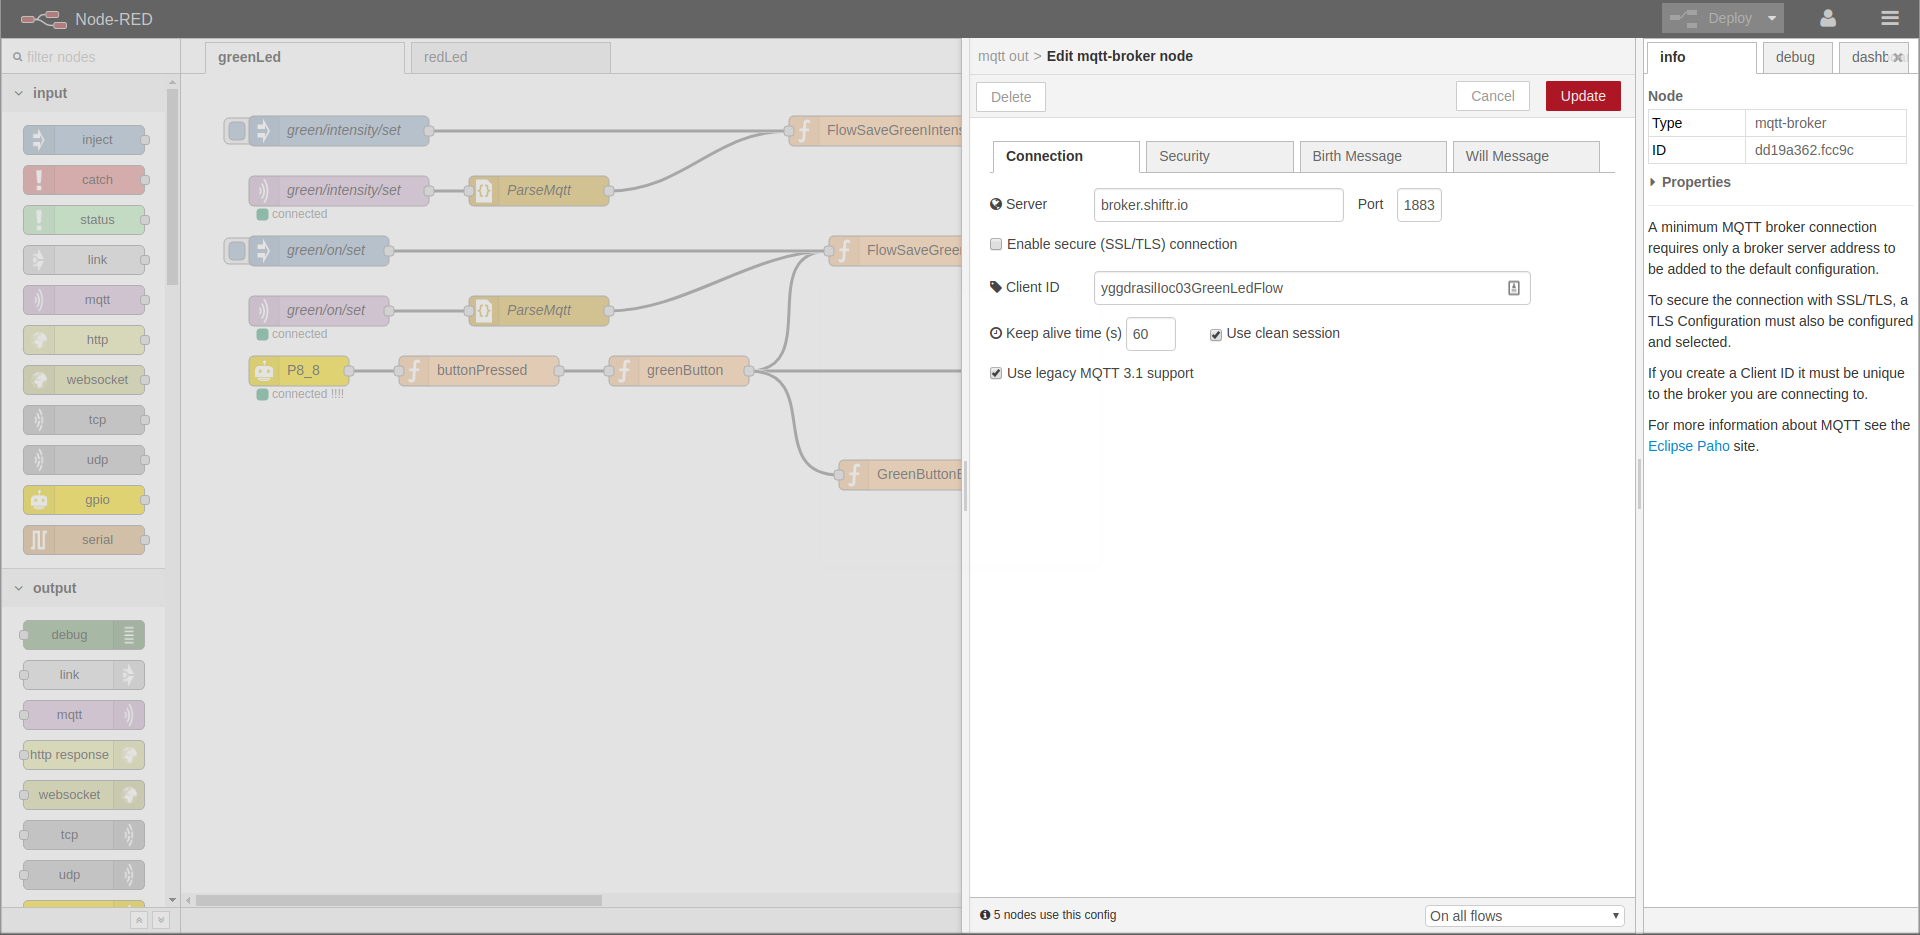 Node-RED
Deploy
filter nodes
input
inject
catch
status
link
mqtt
http
websocket
tcp
udp
gpio
serial
output
debug
link
mqtt
http response
websocket
tcp
udp
greenLed
redLed
green/intensity/set
FlowSaveGreenIntens
green/intensity/set
ParseMqtt
connected
green/on/set
FlowSaveGree
green/on/set
ParseMqtt
connected
P8_8
buttonPressed
greenButton
connected !!!!
GreenButtonE
mqtt out > Edit mqtt-broker node
Delete
Cancel
Update
Connection
Security
Birth Message
Will Message
Server
broker.shiftr.io
Port
1883
Enable secure (SSL/TLS) connection
Client ID
yggdrasilIoc03GreenLedFlow
Keep alive time (s)
60
Use clean session
Use legacy MQTT 3.1 support
5 nodes use this config
On all flows
info
debug
dashb
Node
Type
mqtt-broker
ID
dd19a362.fcc9c
Properties
A minimum MQTT broker connection
requires only a broker server address to
be added to the default configuration.
To secure the connection with SSL/TLS, a
TLS Configuration must also be configured
and selected.
If you create a Client ID it must be unique
to the broker you are connecting to.
For more information about MQTT see the
Eclipse Paho site.